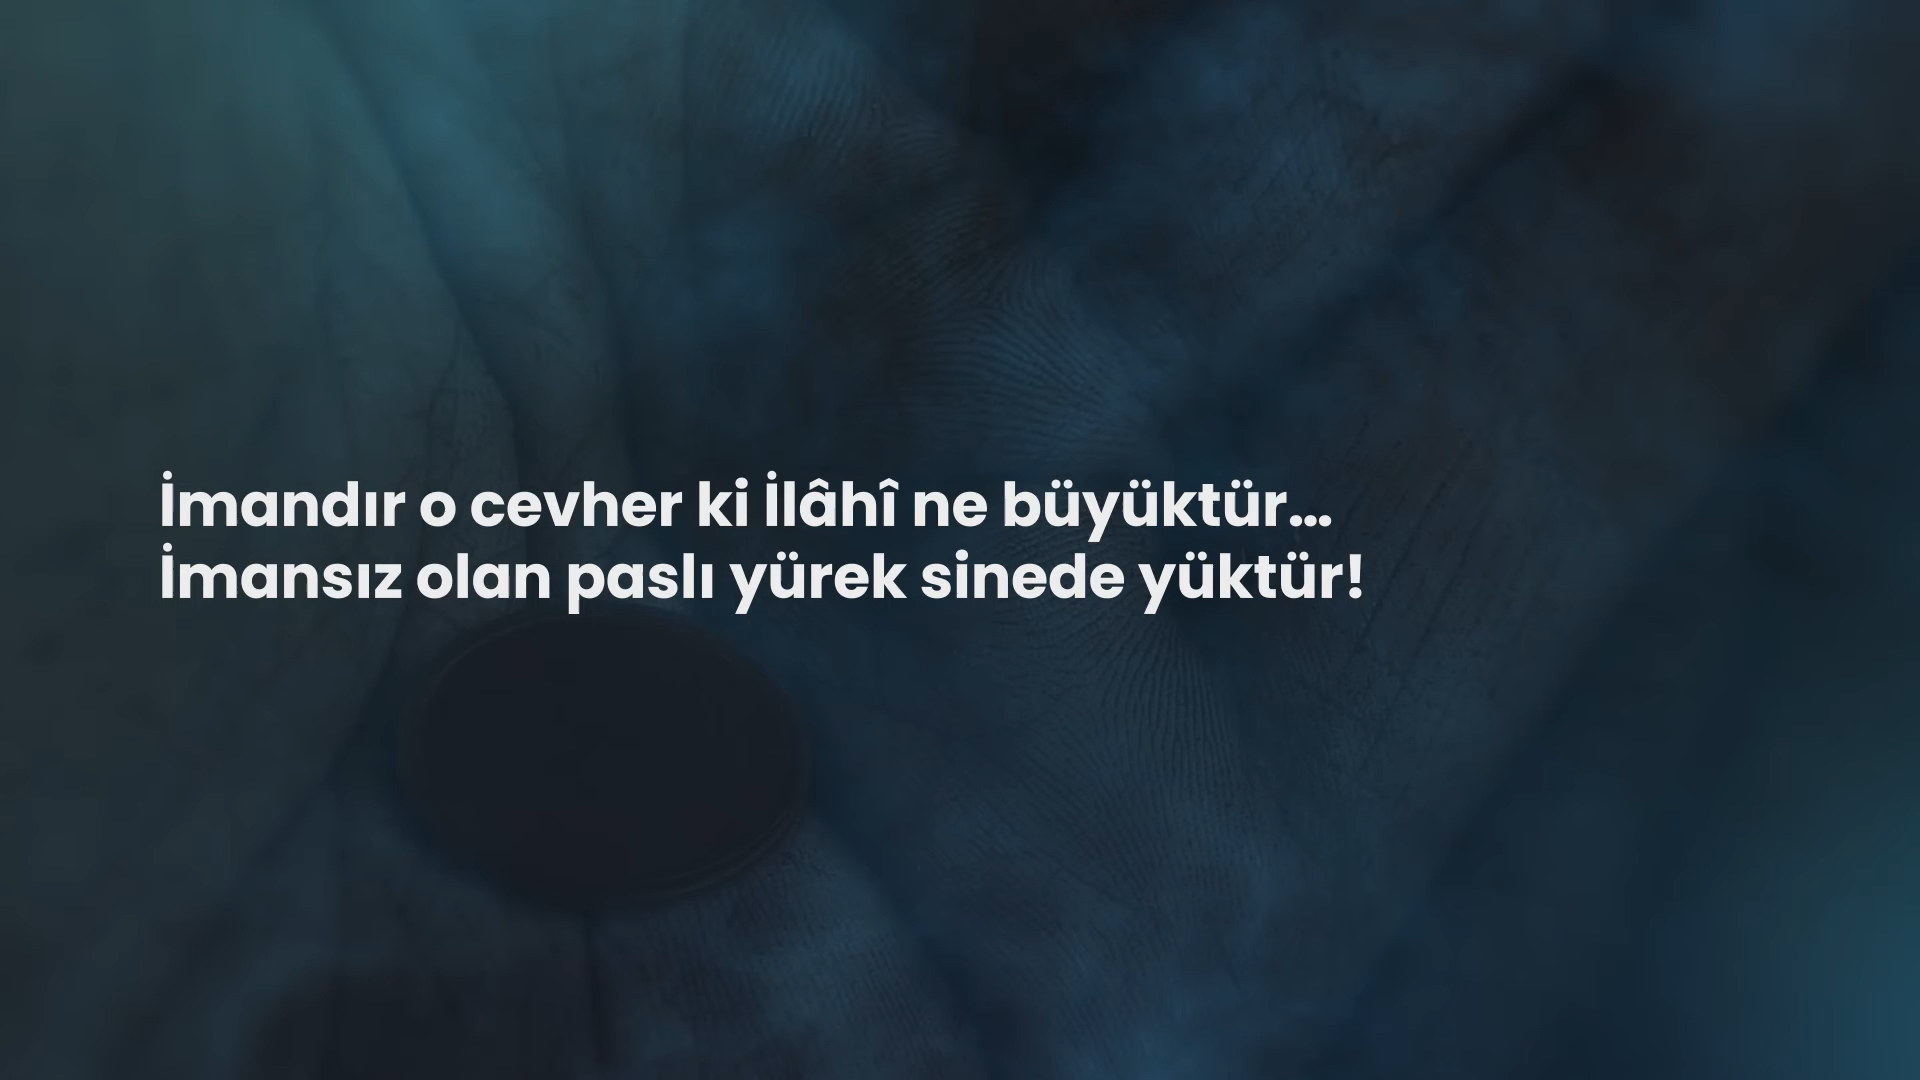 İmandır o cevher ki İlâhî ne büyüktür...
İmansız olan paslı yürek sinede yüktür!